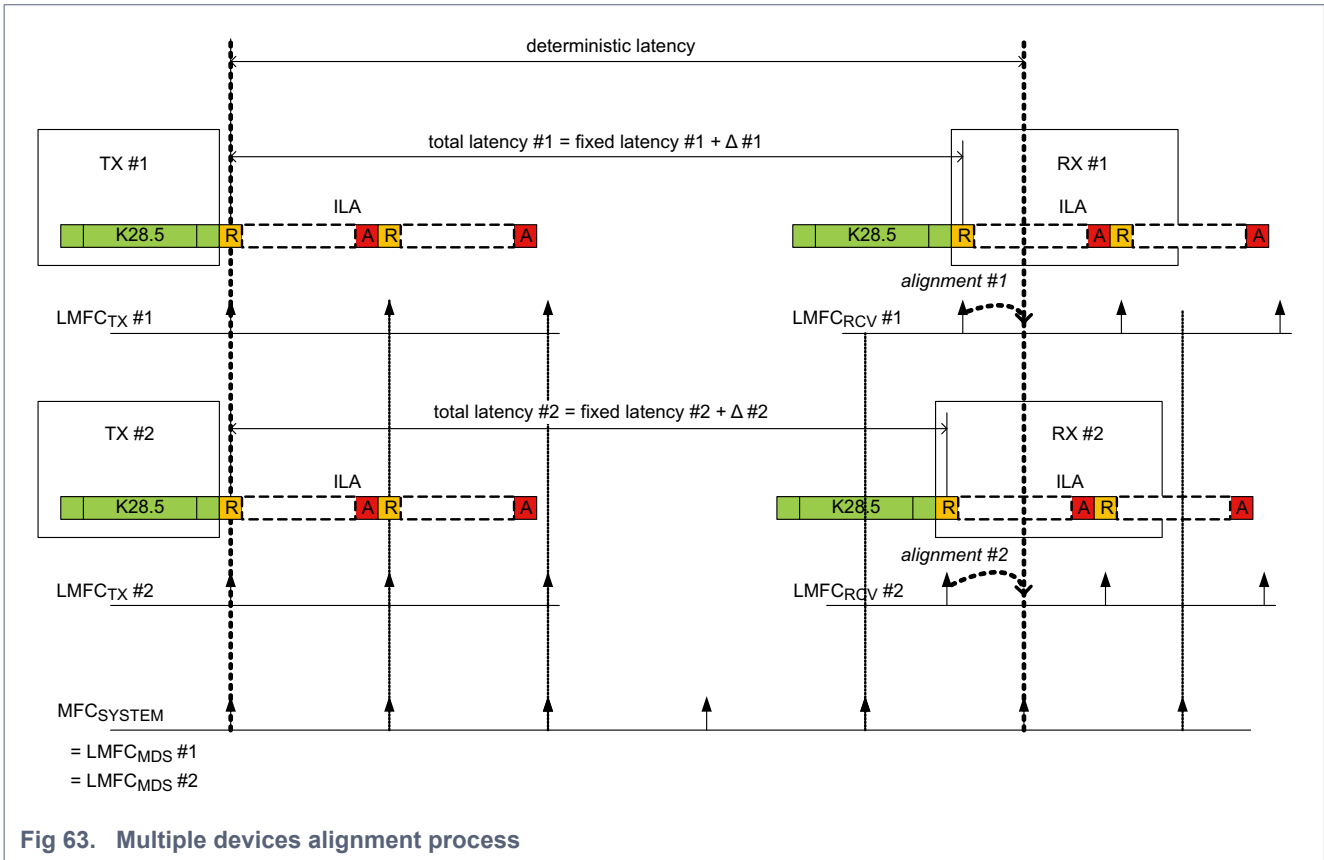 deterministic latency
total latency #1 = fixed latency #1 + Δ #1
TX #1
RX #1
ILA
ILA
K28.5
R
A
R
A
K28.5
R
A
R
A
alignment #1
LMFCTX #1
LMFCRCV #1
total latency #2 = fixed latency #2 + Δ #2
TX #2
RX #2
ILA
ILA
K28.5
R
A
R
A
K28.5
R
A
R
A
alignment #2
LMFCTX #2
LMFCRCV #2
MFCSYSTEM
= LMFCMDS #1
= LMFCMDS #2
Fig 63. Multiple devices alignment process